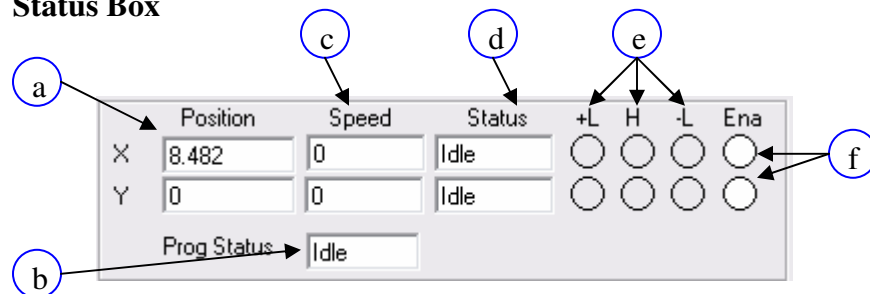 Status Box
c d e
a
Position Speed Status +L H -L Ena
X 8.482 0 Idle
f
Y 0 0 Idle
Prog Status Idle
b